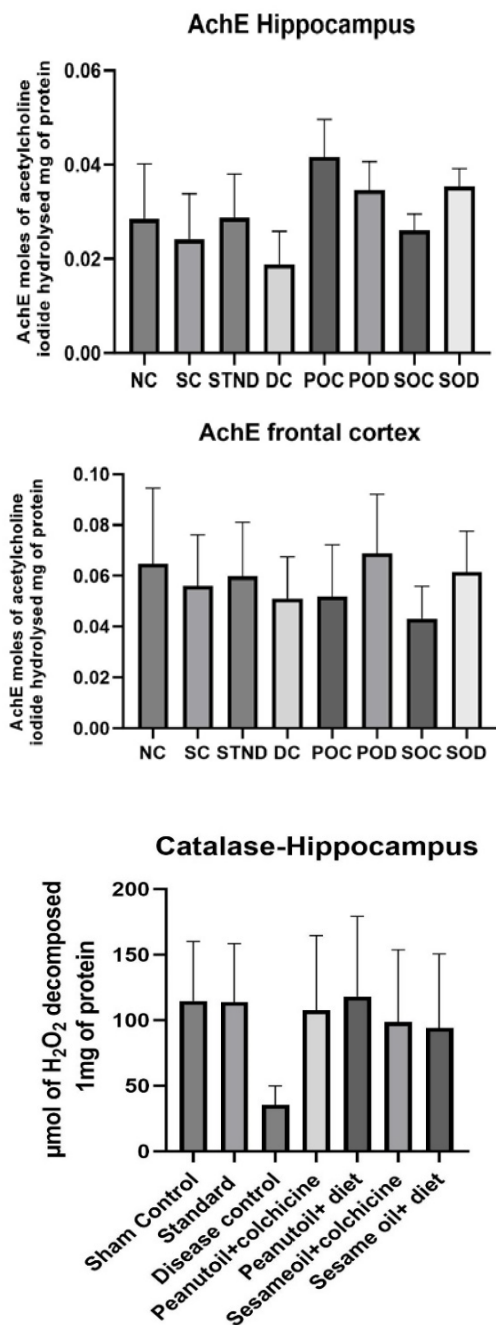 AchE Hippocampus
AchE moles of acetylcholine
iodide hydrolysed mg of protein
0.06
0.04
0.02
0.00
NC SC STND DC POC POD SOC SOD
AchE frontal cortex
AchE moles of acetylcholine
iodide hydrolysed mg of protein
0.10
0.08
0.06
0.04
0.02
0.00
NC SC STND DC POC POD SOC SOD
Catalase-Hippocampus
µmol of H₂O₂ decomposed
1mg of protein
200
150
100
50
0
Sham Control
Standard
Disease control
Peanutoil+colchicine
Peanutoil+ diet
Sesameoil+colchicine
Sesame oil+ diet